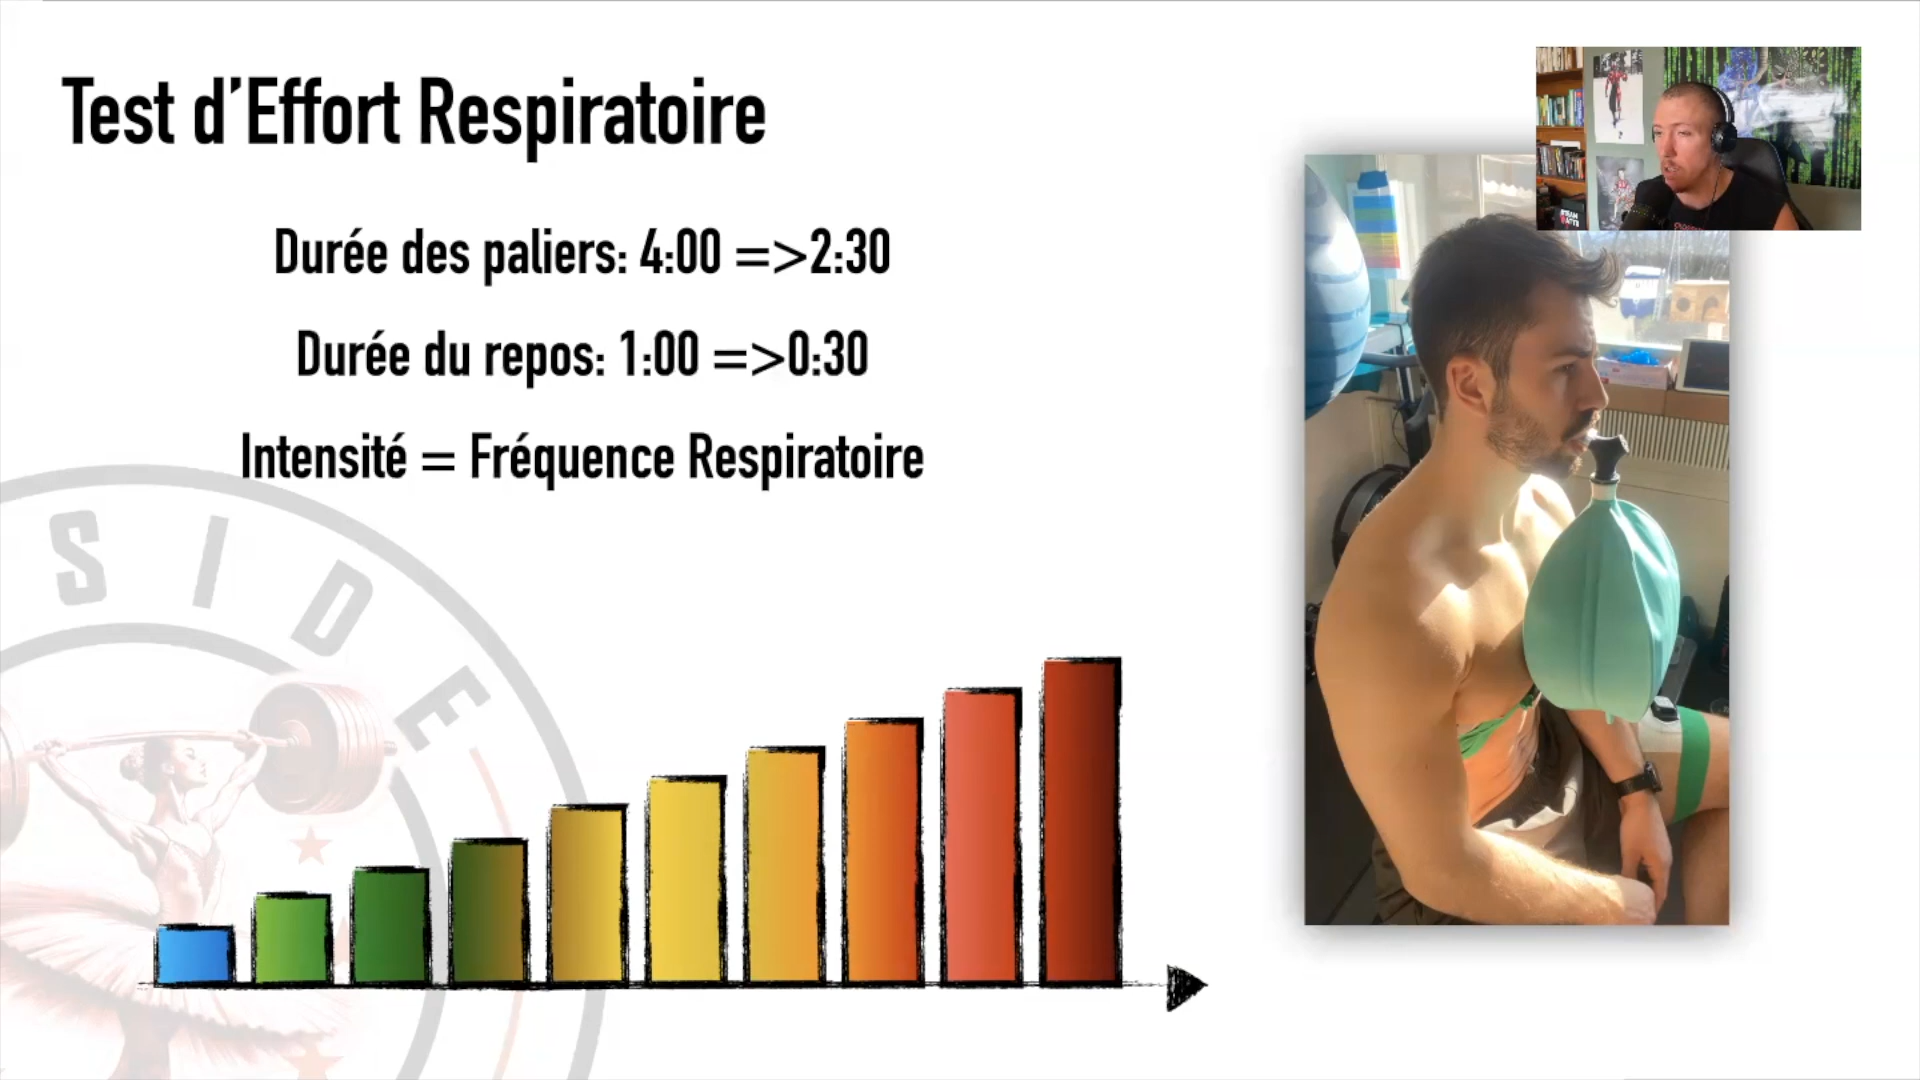 Test d'Effort Respiratoire
Durée des paliers: 4:00 =>2:30
Durée du repos: 1:00 =>0:30
Intensité = Fréquence Respiratoire
SIDE